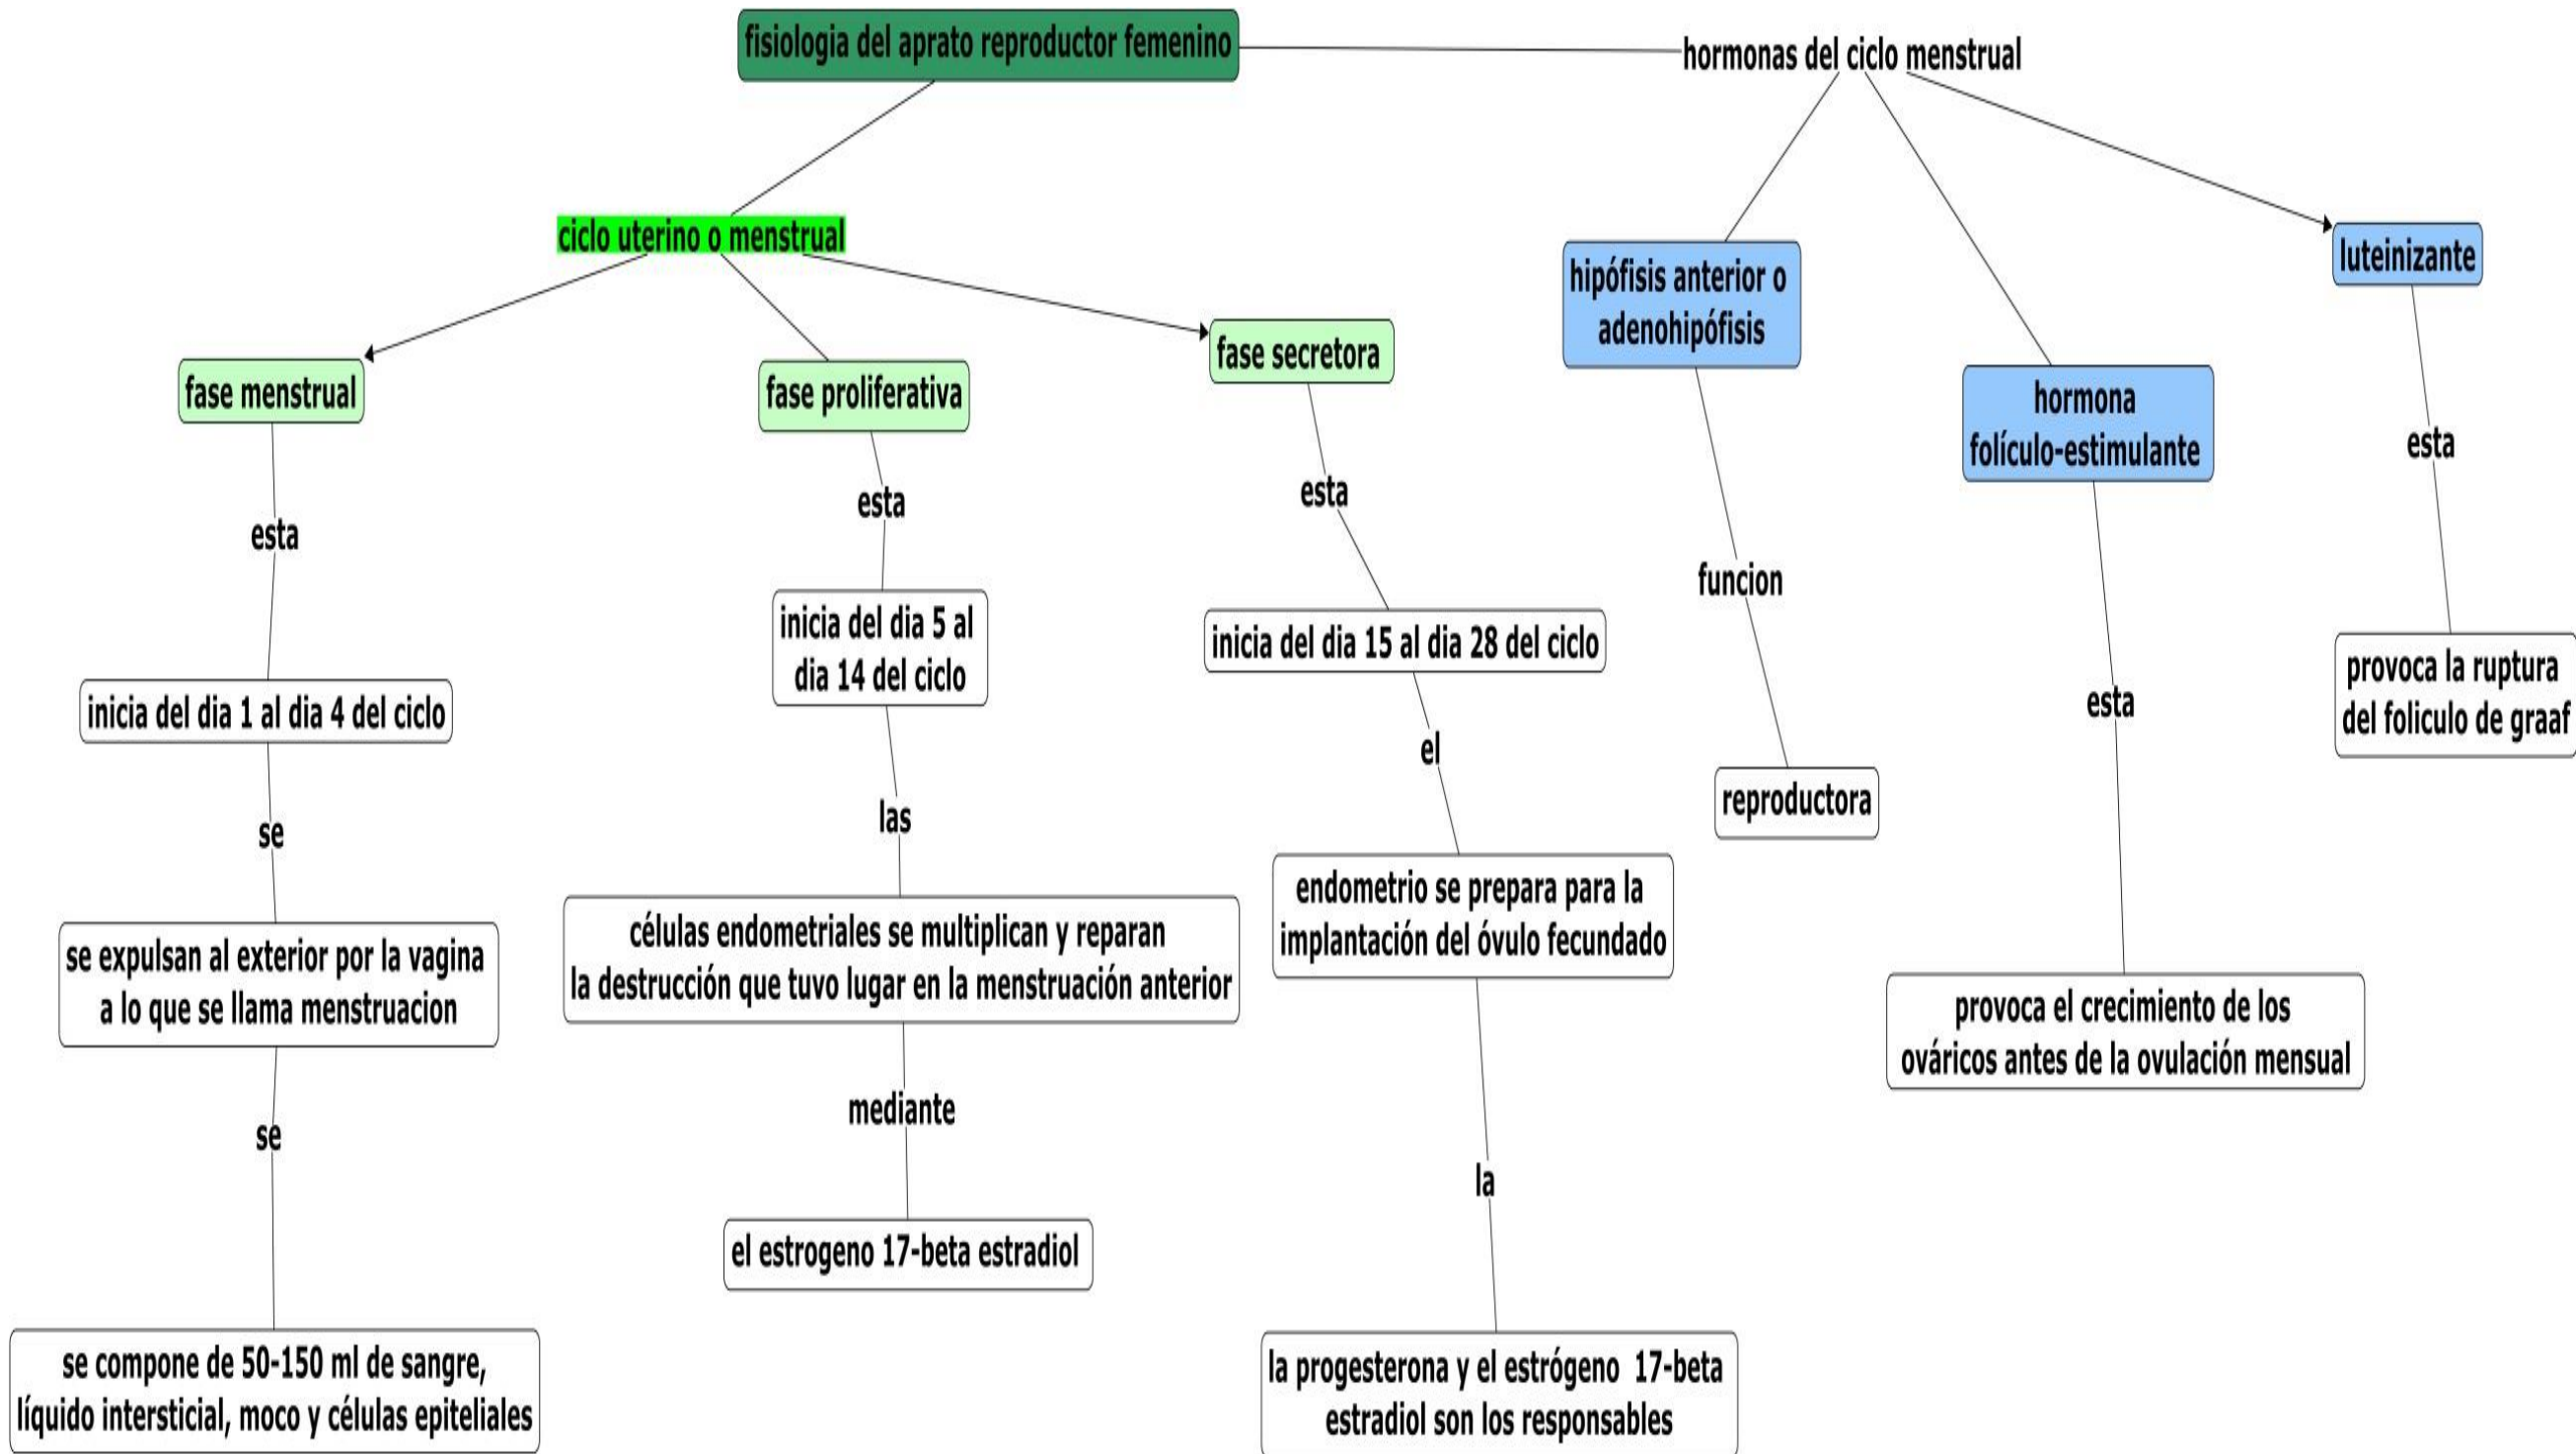 fisiologia del aprato reproductor femenino
hormonas del ciclo menstrual
ciclo uterino o menstrual
fase menstrual
esta
inicia del dia 1 al dia 4 del ciclo
se
se expulsan al exterior por la vagina
a lo que se llama menstruacion
se
se compone de 50-150 ml de sangre,
líquido intersticial, moco y células epiteliales
fase proliferativa
esta
inicia del dia 5 al
dia 14 del ciclo
las
células endometriales se multiplican y reparan
la destrucción que tuvo lugar en la menstruación anterior
mediante
el estrogeno 17-beta estradiol
fase secretora
esta
inicia del dia 15 al dia 28 del ciclo
el
endometrio se prepara para la
implantación del óvulo fecundado
la
la progesterona y el estrógeno 17-beta
estradiol son los responsables
hipófisis anterior o
adenohipófisis
funcion
reproductora
hormona
folículo-estimulante
esta
provoca el crecimiento de los
ováricos antes de la ovulación mensual
luteinizante
esta
provoca la ruptura
del foliculo de graaf